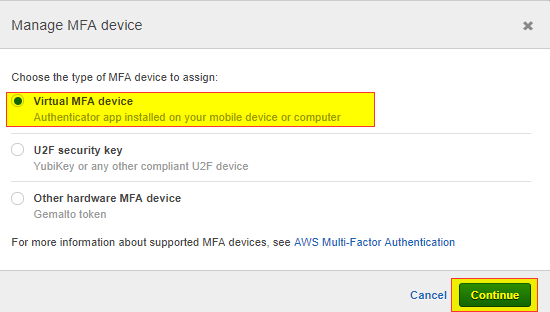 Manage MFA device
Choose the type of MFA device to assign:
Virtual MFA device
Authenticator app installed on your mobile device or computer
U2F security key
YubiKey or any other compliant U2F device
Other hardware MFA device
Gemalto token
For more information about supported MFA devices, see AWS Multi-Factor Authentication
Cancel Continue